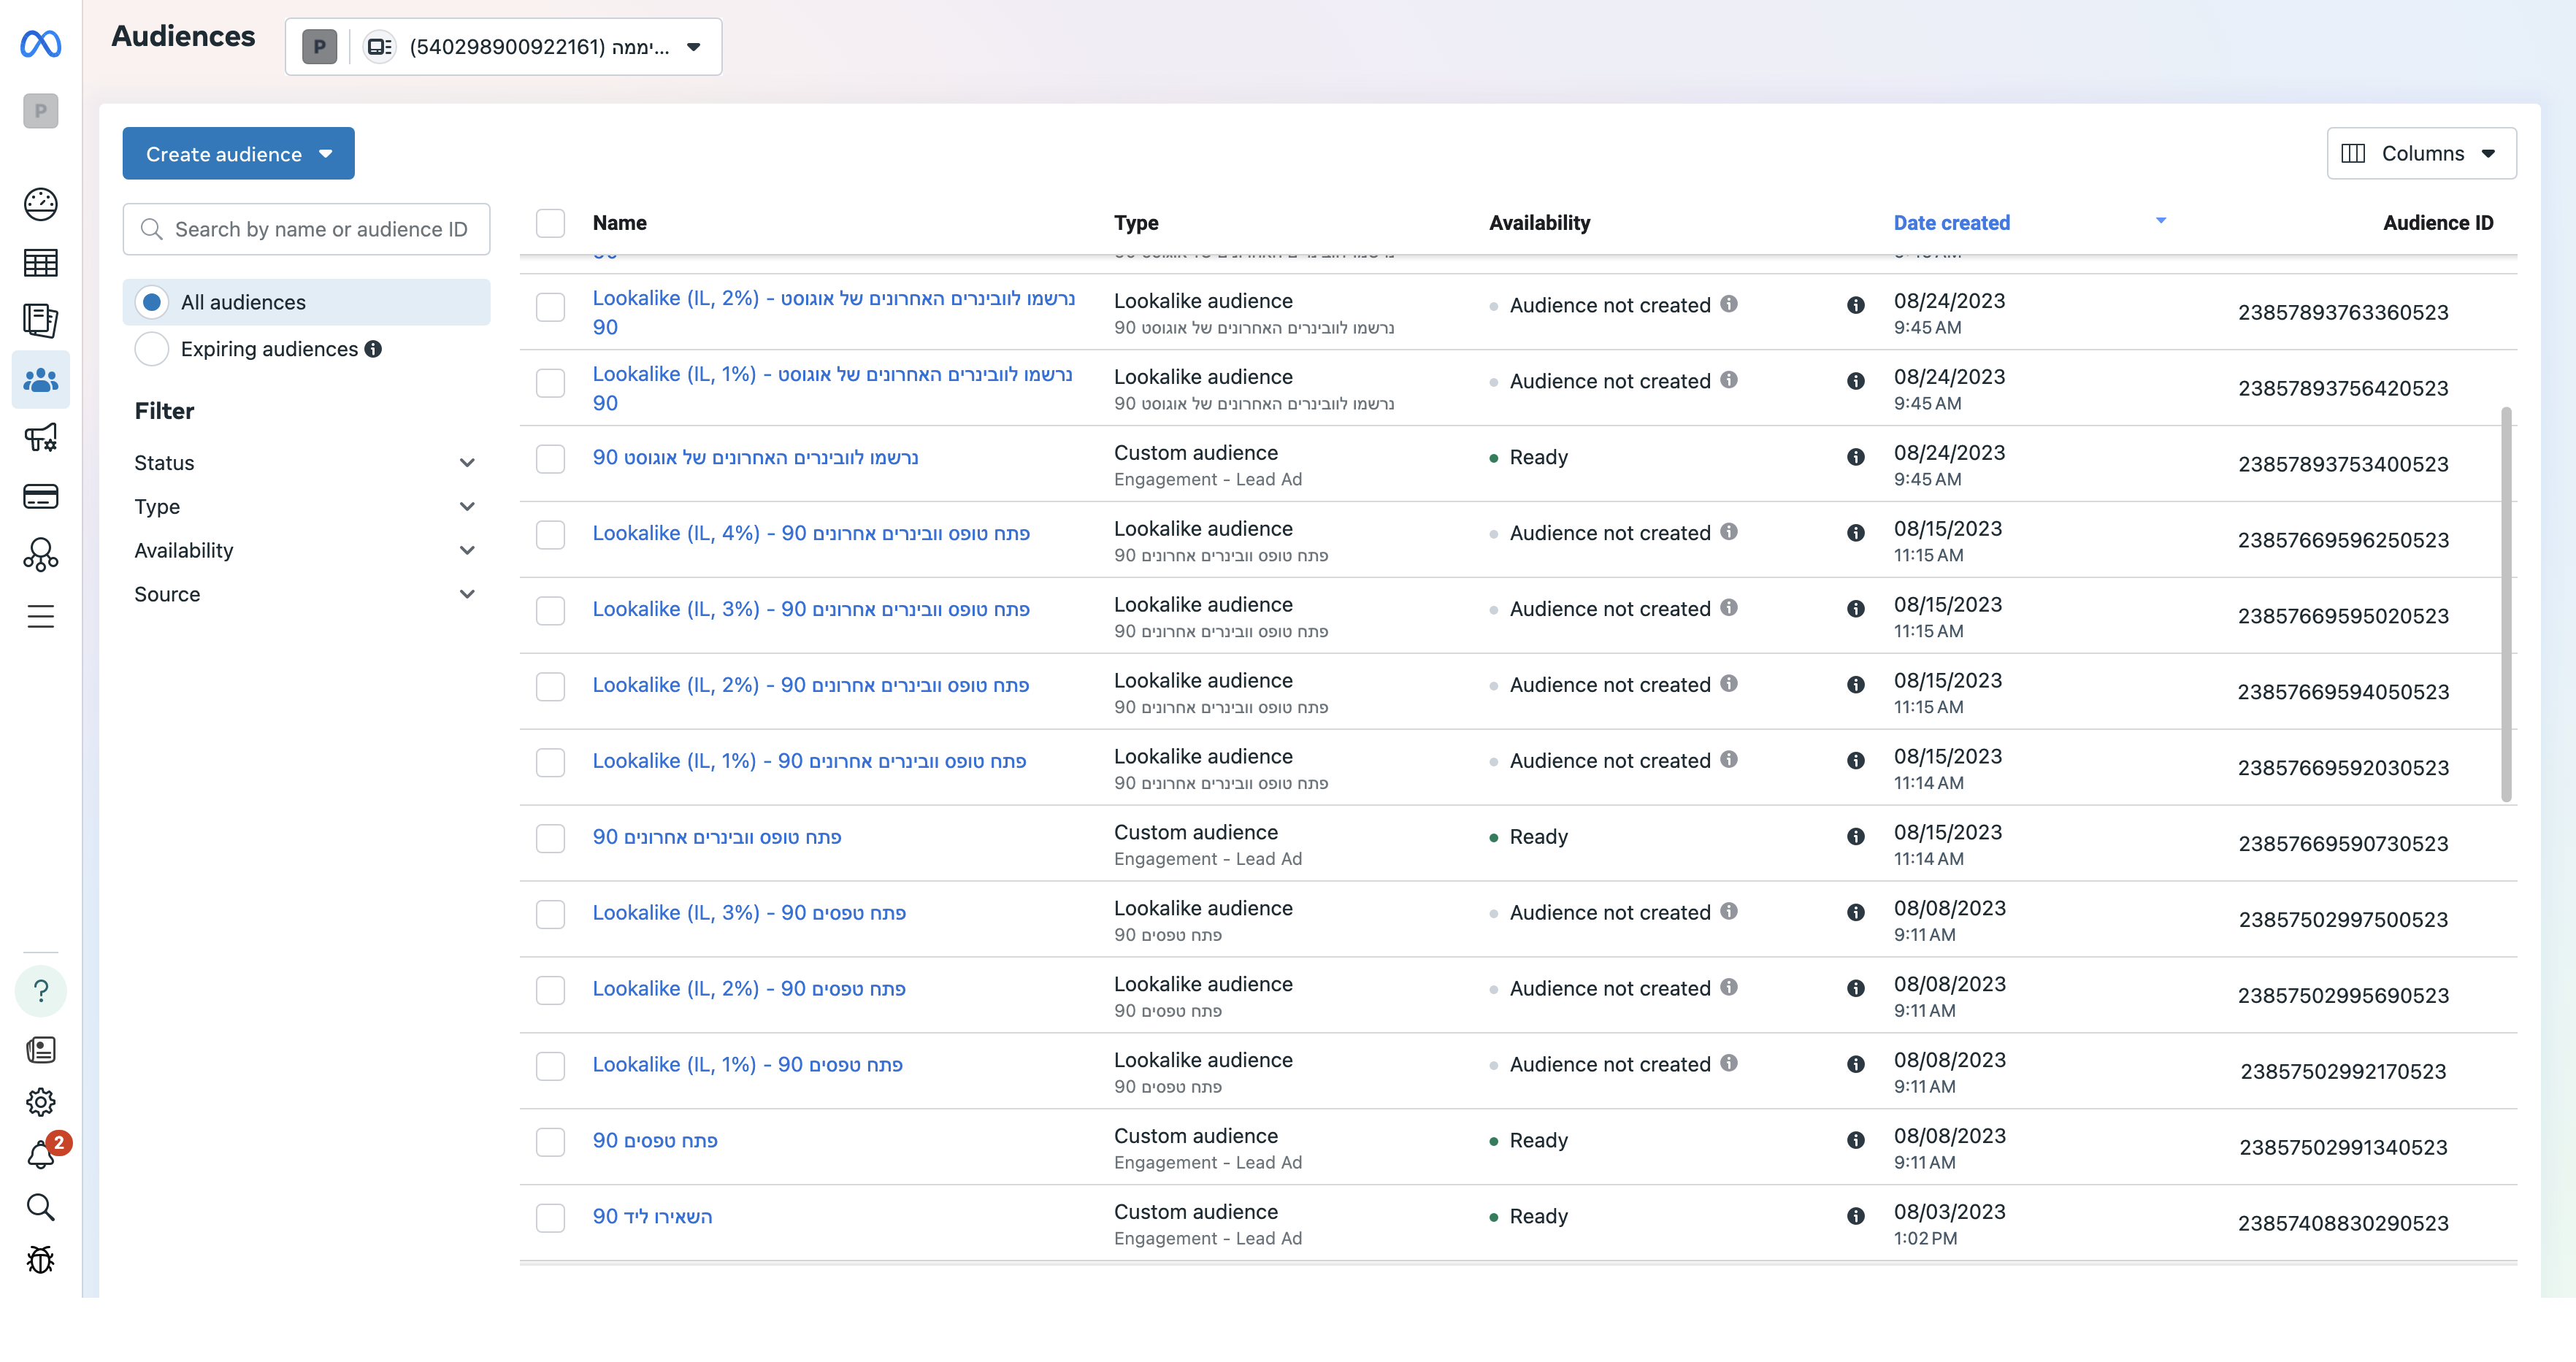 Audiences
P
...יממה (540298900922161)
P
Create audience
Columns
Search by name or audience ID
All audiences
Expiring audiences
Filter
Status
Type
Availability
Source
2
Name Type Availability Date created Audience ID
Lookalike (IL, 2%) - נרשמו לוובינרים האחרונים של אוגוסט
90
Lookalike audience
נרשמו לוובינרים האחרונים של אוגוסט 90
Audience not created
08/24/2023
9:45 AM
23857893763360523
Lookalike (IL, 1%) - נרשמו לוובינרים האחרונים של אוגוסט
90
Lookalike audience
נרשמו לוובינרים האחרונים של אוגוסט 90
Audience not created
08/24/2023
9:45 AM
23857893756420523
נרשמו לוובינרים האחרונים של אוגוסט 90
Custom audience
Engagement - Lead Ad
Ready
08/24/2023
9:45 AM
23857893753400523
Lookalike (IL, 4%) - פתח טופס וובינרים אחרונים 90
Lookalike audience
פתח טופס וובינרים אחרונים 90
Audience not created
08/15/2023
11:15 AM
23857669596250523
Lookalike (IL, 3%) - פתח טופס וובינרים אחרונים 90
Lookalike audience
פתח טופס וובינרים אחרונים 90
Audience not created
08/15/2023
11:15 AM
23857669595020523
Lookalike (IL, 2%) - פתח טופס וובינרים אחרונים 90
Lookalike audience
פתח טופס וובינרים אחרונים 90
Audience not created
08/15/2023
11:15 AM
23857669594050523
Lookalike (IL, 1%) - פתח טופס וובינרים אחרונים 90
Lookalike audience
פתח טופס וובינרים אחרונים 90
Audience not created
08/15/2023
11:14 AM
23857669592030523
פתח טופס וובינרים אחרונים 90
Custom audience
Engagement - Lead Ad
Ready
08/15/2023
11:14 AM
23857669590730523
Lookalike (IL, 3%) - פתח טפסים 90
Lookalike audience
פתח טפסים 90
Audience not created
08/08/2023
9:11 AM
23857502997500523
Lookalike (IL, 2%) - פתח טפסים 90
Lookalike audience
פתח טפסים 90
Audience not created
08/08/2023
9:11 AM
23857502995690523
Lookalike (IL, 1%) - פתח טפסים 90
Lookalike audience
פתח טפסים 90
Audience not created
08/08/2023
9:11 AM
23857502992170523
פתח טפסים 90
Custom audience
Engagement - Lead Ad
Ready
08/08/2023
9:11 AM
23857502991340523
השאירו ליד 90
Custom audience
Engagement - Lead Ad
Ready
08/03/2023
1:02 PM
23857408830290523